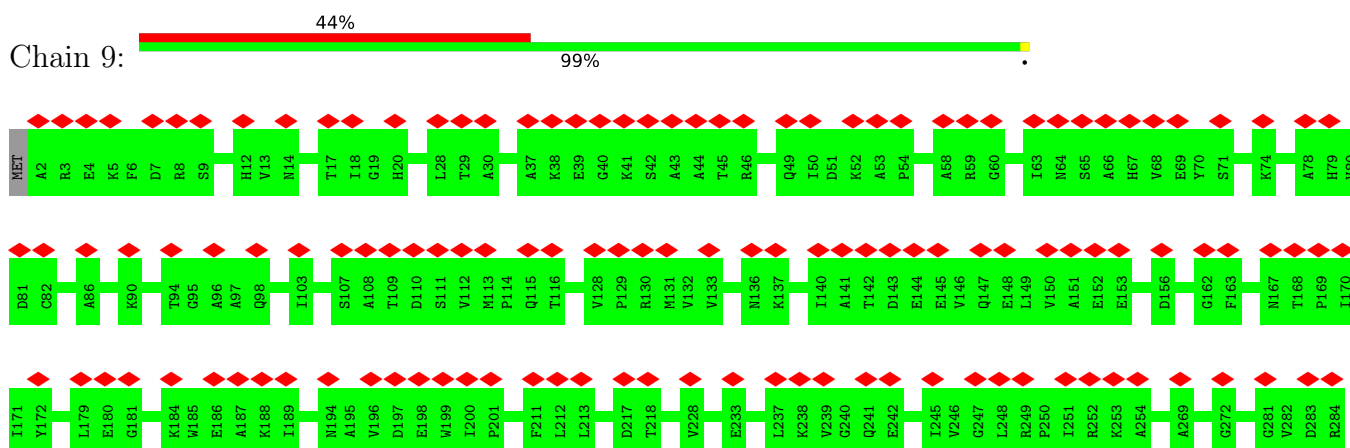 44%
Chain 9:
99%
.
MET A2 R3 E4 K5 F6 D7 R8 S9 H12 V13 N14 T17 I18 G19 H20 L28 T29 A30 A37 K38 E39 G40 K41 S42 A43 A44 T45 R46 Q49 I50 D51 K52 A53 P54 A58 R59 G60 I63 N64 S65 A66 H67 V68 E69 Y70 S71 K74 A78 H79 V80
D81 C82 A86 K90 T94 G95 A96 A97 Q98 I103 S107 A108 T109 D110 S111 V112 M113 P114 Q115 T116 V128 P129 R130 M131 V132 V133 N136 K137 I140 A141 T142 D143 E144 E145 V146 Q147 E148 L149 V150 A151 E152 E153 D156 G162 F163 N167 T168 P169 I170
I171 Y172 L179 E180 G181 K184 W185 E186 A187 K188 I189 N194 A195 V196 D197 E198 W199 I200 P201 F211 L212 L213 D217 T218 V228 E233 L237 K238 V239 G240 Q241 E242 I245 V246 G247 L248 R249 P250 I251 R252 K253 A254 A269 G272 G281 V282 D283 R284